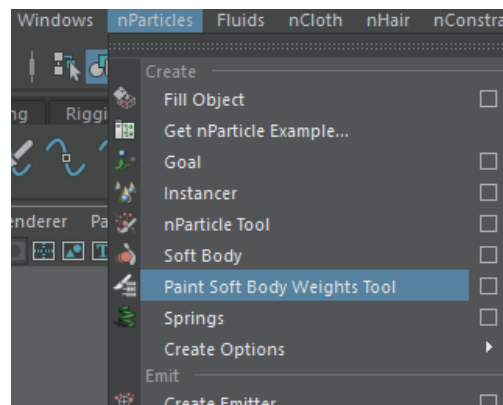 Windows nParticles Fluids nCloth nHair nConstra
Create
Fill Object
ng Riggi
Get nParticle Example...
Goal
Instancer
enderer Pa
nParticle Tool
Soft Body
Paint Soft Body Weights Tool
Springs
Create Options
Emit
Create Emitter